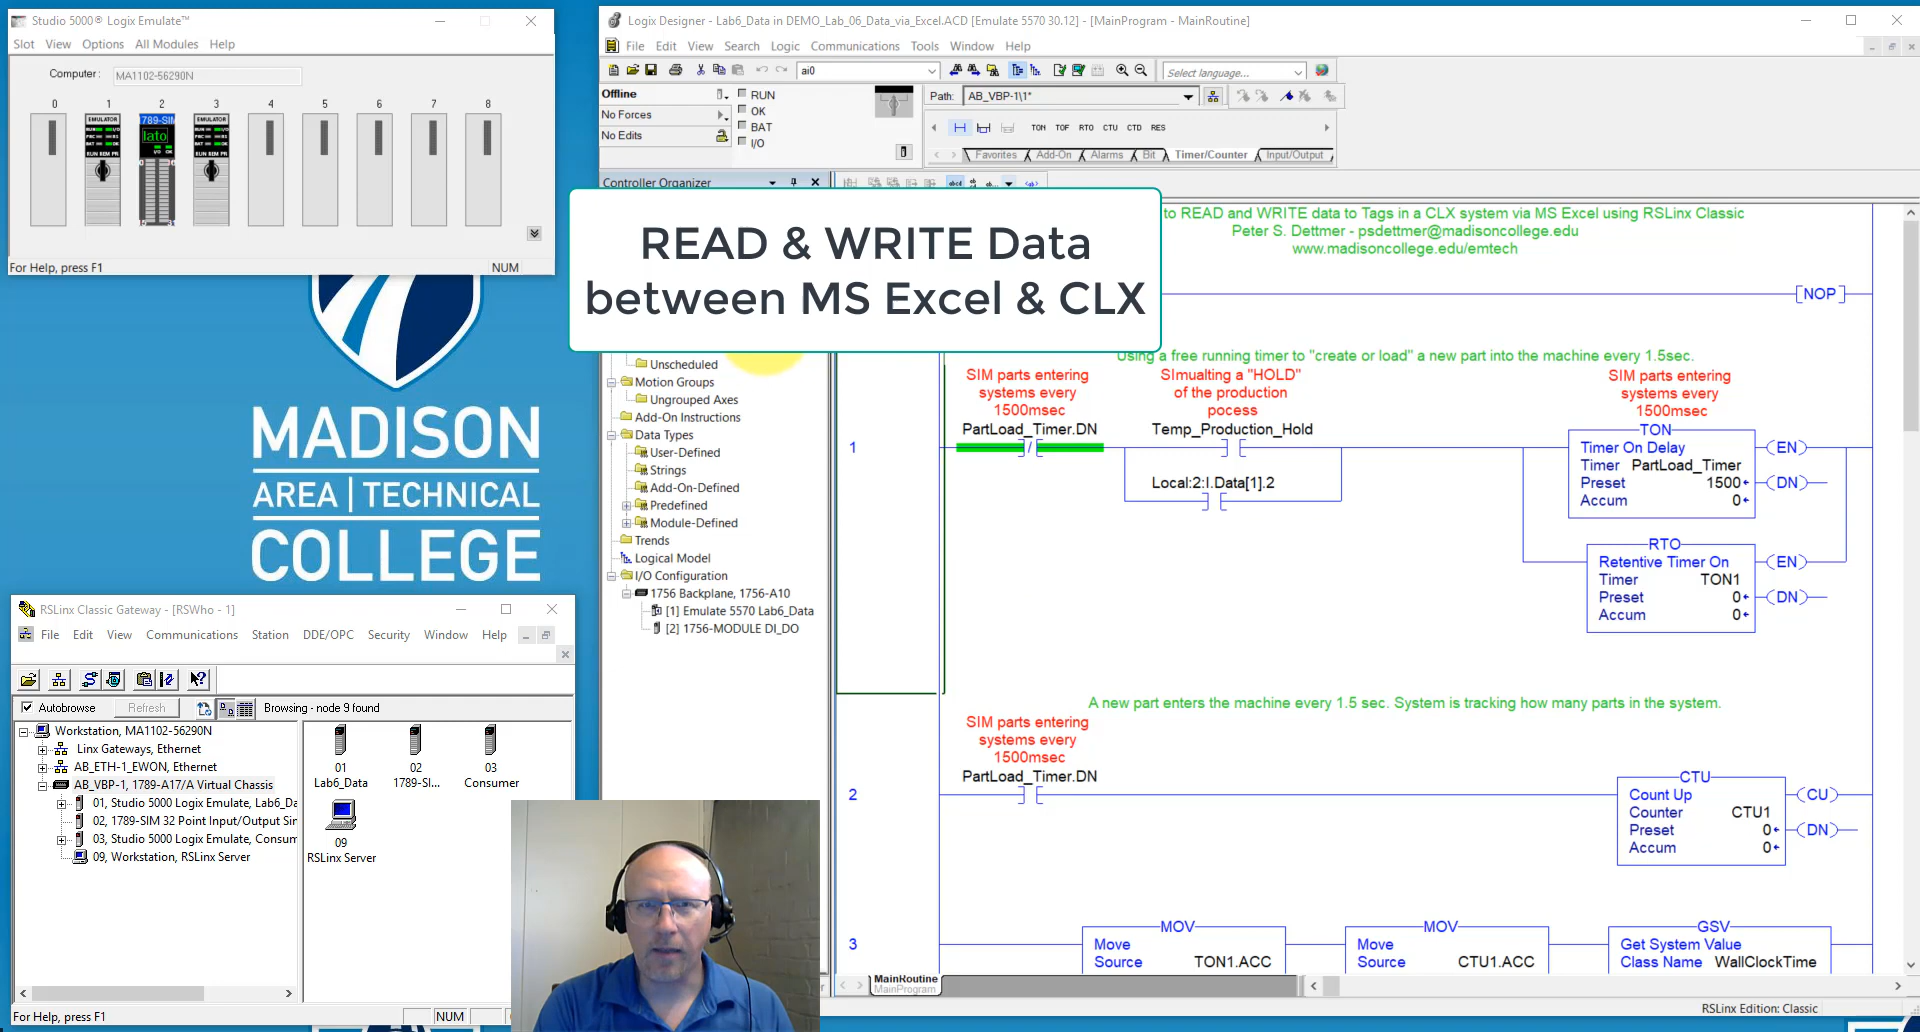 Studio 5000® Logix Emulate™
Slot View Options All Modules Help
Computer: MA1102-56290N
0 1 2 3 4 5 6 7 8
EMULATOR 789-SIM EMULATOR
For Help, press F1 NUM
Logix Designer - Lab6_Data in DEMO_Lab_06_Data_via_Excel.ACD [Emulate 5570 30.12] - [MainProgram - MainRoutine]
File Edit View Search Logic Communications Tools Window Help
ai0
Select language...
Offline RUN
No Forces OK
No Edits BAT
I/O
Path: AB_VBP-1\1*
TON TOF RTO CTU CTD RES
Favorites Add-On Alarms Bit Timer/Counter Input/Output
Controller Organizer
READ & WRITE Data
between MS Excel & CLX
to READ and WRITE data to Tags in a CLX system via MS Excel using RSLinx Classic
Peter S. Dettmer - psdettmer@madisoncollege.edu
www.madisoncollege.edu/emtech
NOP
Unscheduled
Motion Groups
Ungrouped Axes
Add-On Instructions
Data Types
User-Defined
Strings
Add-On-Defined
Predefined
Module-Defined
Trends
Logical Model
I/O Configuration
1756 Backplane, 1756-A10
[1] Emulate 5570 Lab6_Data
[2] 1756-MODULE DI_DO
Using a free running timer to "create or load" a new part into the machine every 1.5sec.
SIM parts entering
systems every
1500msec
PartLoad_Timer.DN
SImualting a "HOLD"
of the production
pocess
Temp_Production_Hold
Local:2:I.Data[1].2
SIM parts entering
systems every
1500msec
1
TON
Timer On Delay
Timer PartLoad_Timer
Preset 1500
Accum 0
EN
DN
RTO
Retentive Timer On
Timer TON1
Preset 0
Accum 0
EN
DN
A new part enters the machine every 1.5 sec. System is tracking how many parts in the system.
SIM parts entering
systems every
1500msec
PartLoad_Timer.DN
2
CTU
Count Up
Counter CTU1
Preset 0
Accum 0
CU
DN
3
MOV
Move
Source TON1.ACC
MOV
Move
Source CTU1.ACC
GSV
Get System Value
Class Name WallClockTime
MainRoutine
MainProgram
RSLinx Edition: Classic
MADISON
AREA | TECHNICAL
COLLEGE
RSLinx Classic Gateway - [RSWho - 1]
File Edit View Communications Station DDE/OPC Security Window Help
Autobrowse Refresh Browsing - node 9 found
Workstation, MA1102-56290N
Linx Gateways, Ethernet
AB_ETH-1_EWON, Ethernet
AB_VBP-1, 1789-A17/A Virtual Chassis
01, Studio 5000 Logix Emulate, Lab6_Da
02, 1789-SIM 32 Point Input/Output Sir
03, Studio 5000 Logix Emulate, Consum
09, Workstation, RSLinx Server
01
Lab6_Data
02
1789-SI...
03
Consumer
09
RSLinx Server
For Help, press F1 NUM